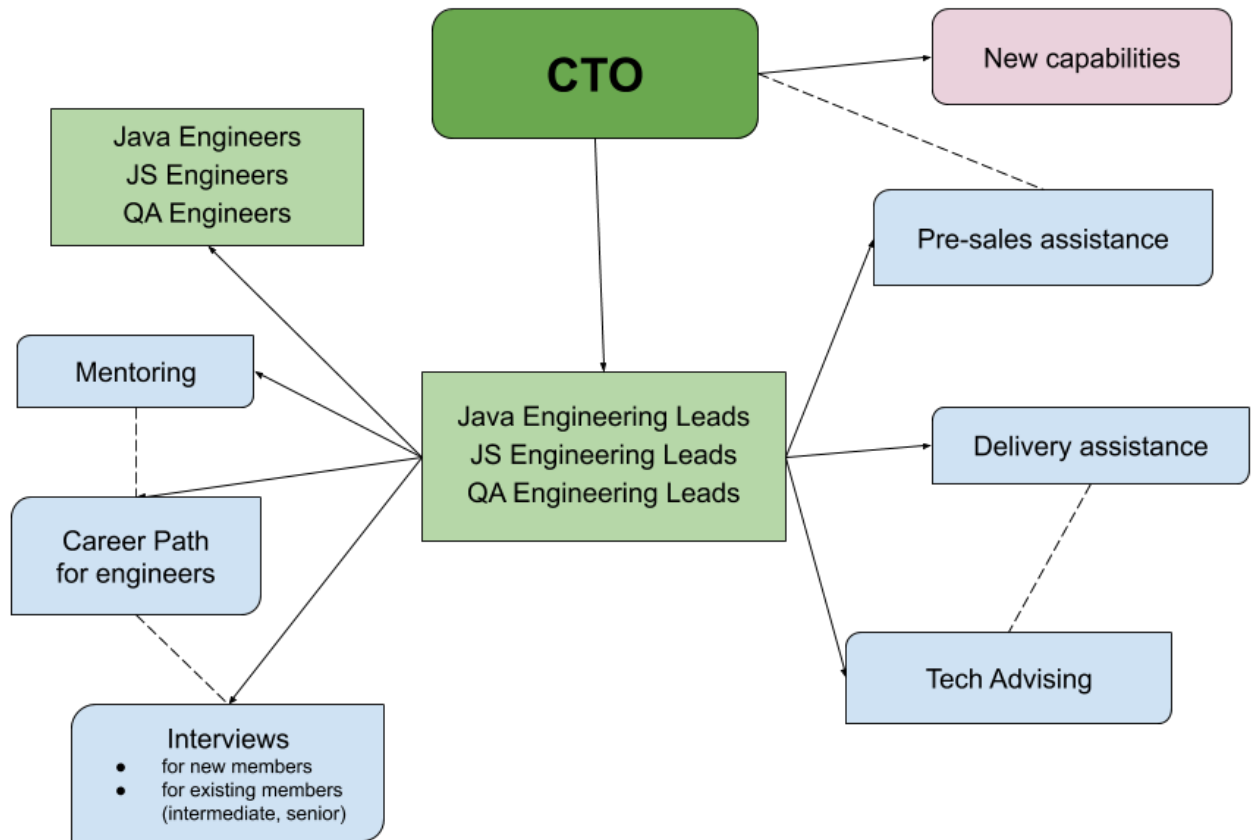 CTO
New capabilities
Java Engineers
JS Engineers
QA Engineers
Pre-sales assistance
Mentoring
Java Engineering Leads
JS Engineering Leads
QA Engineering Leads
Delivery assistance
Career Path
for engineers
Tech Advising
Interviews
● for new members
● for existing members
(intermediate, senior)